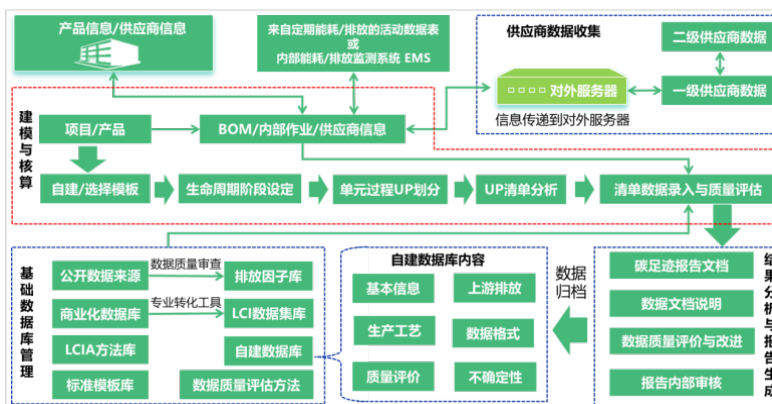 产品信息/供应商信息
来自定期能耗/排放的活动数据表
或
内部能耗/排放监测系统 EMS
供应商数据收集
二级供应商数据
对外服务器
一级供应商数据
信息传递到对外服务器
建模与核算
项目/产品
BOM/内部作业/供应商信息
自建/选择模板
生命周期阶段设定
单元过程UP划分
UP清单分析
清单数据录入与质量评估
基础数据库管理
公开数据来源
数据质量审查
排放因子库
商业化数据库
专业转化工具
LCI数据集库
LCIA方法库
自建数据库
标准模板库
数据质量评估方法
自建数据库内容
基本信息
上游排放
生产工艺
数据格式
质量评价
不确定性
数据
归档
碳足迹报告文档
数据文档说明
数据质量评价与改进
报告内部审核
结果分析与报告生成